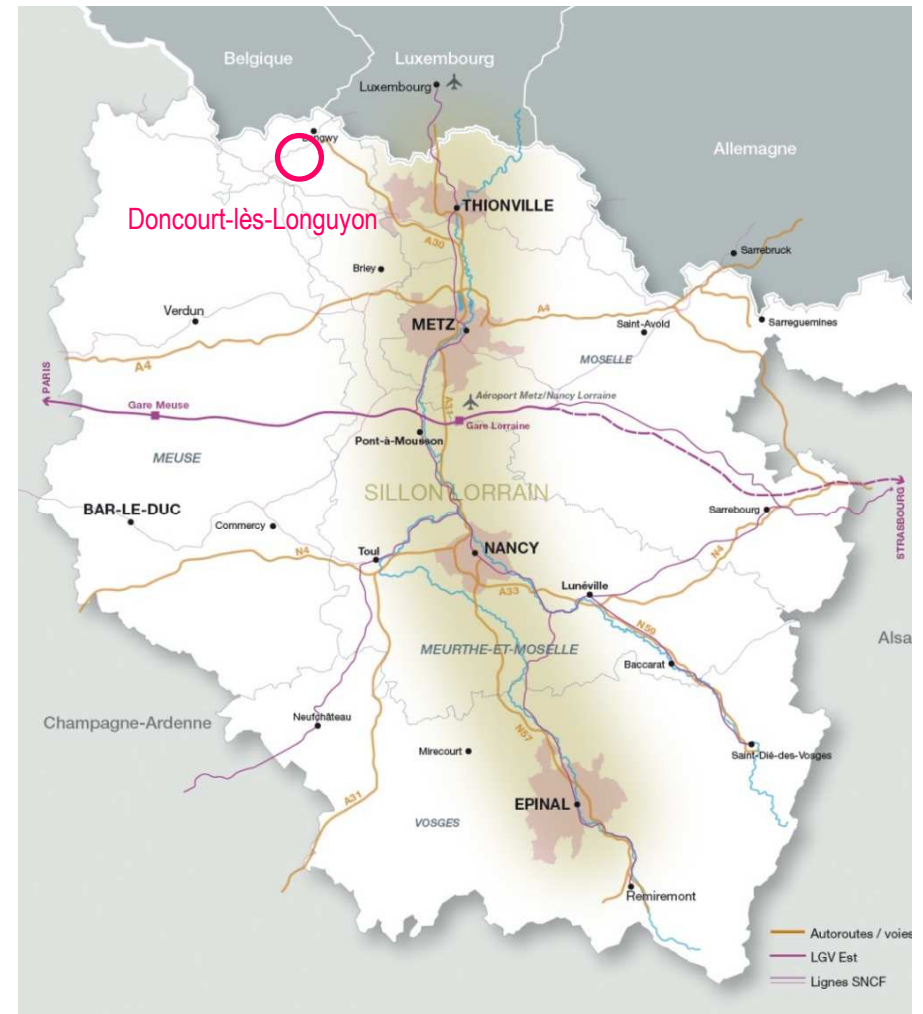 Belgique
Luxembourg
Luxembourg
Longwy
Allemagne
Doncourt-lès-Longuyon
THIONVILLE
A30
Briey
Sarrebruck
Verdun
METZ
A4
Saint-Avold
Sarreguemines
MOSELLE
A4
PARIS
A31
Aéroport Metz/Nancy Lorraine
Gare Meuse
Gare Lorraine
Pont-à-Mousson
MEUSE
SILLON LORRAIN
BAR-LE-DUC
Commercy
Sarrebourg
STRASBOURG
N4
Toul
NANCY
N4
A33
Lunéville
N59
MEURTHE-ET-MOSELLE
Baccarat
Alsa
Champagne-Ardenne
Neufchâteau
N57
Mirecourt
Saint-Dié-des-Vosges
A31
EPINAL
VOSGES
Remiremont
Autoroutes / voies
LGV Est
Lignes SNCF